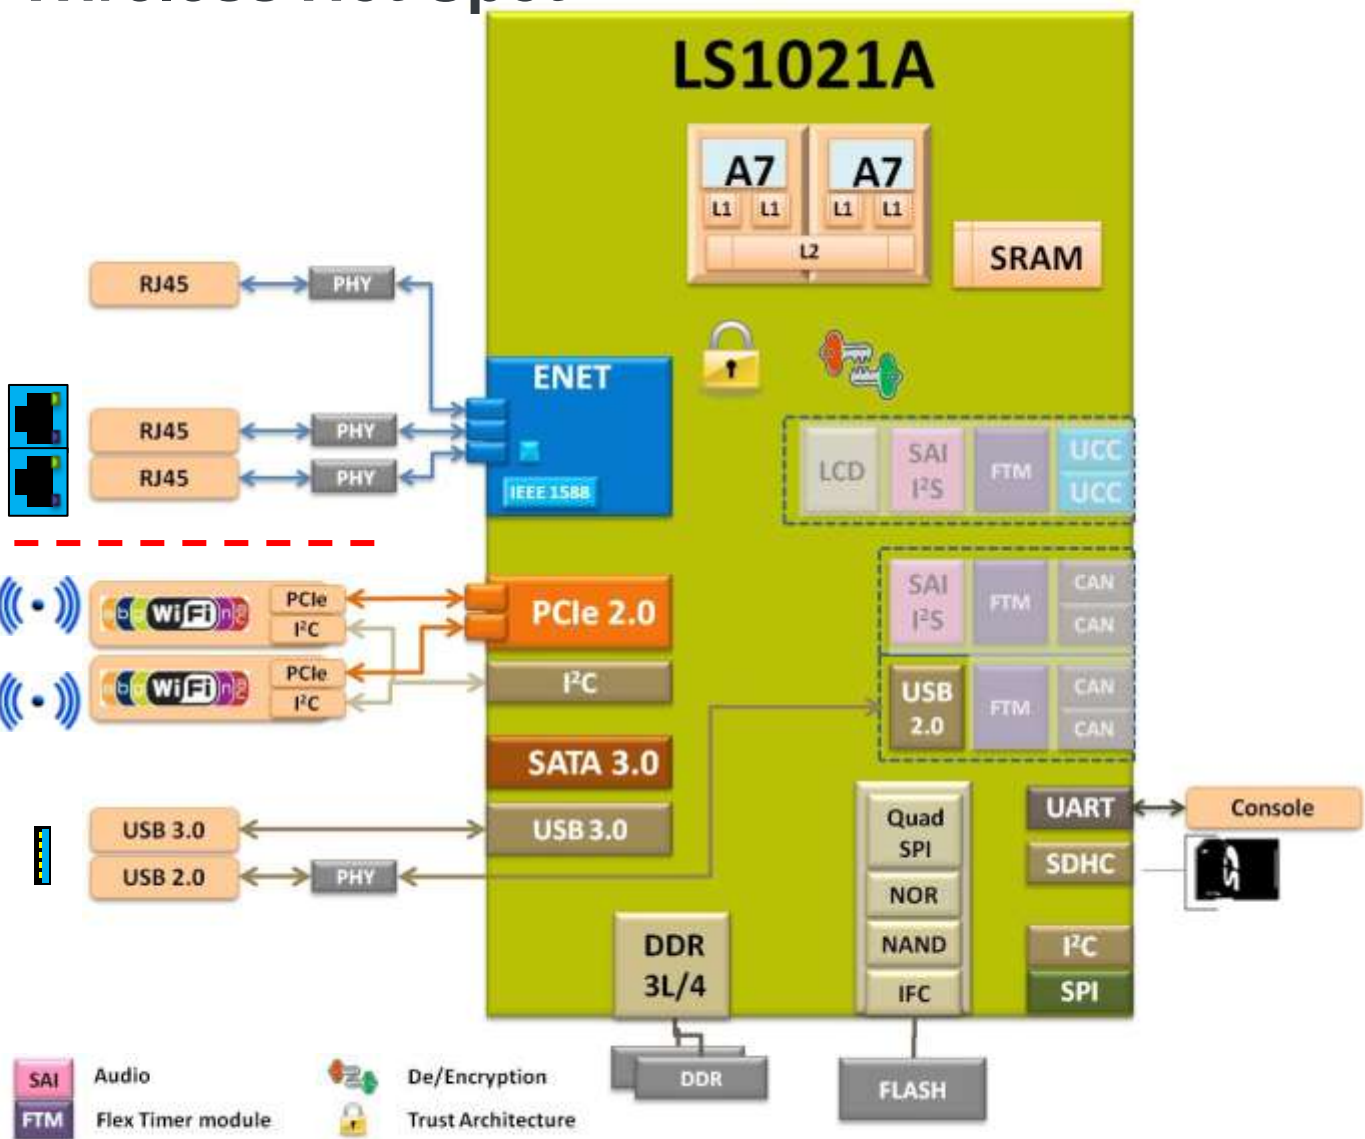 Wireless Hot Spot
LS1021A
A7
A7
L1
L1
L1
L1
L2
SRAM
RJ45
PHY
ENET
RJ45
PHY
RJ45
PHY
IEEE 1588
LCD
SAI
I²S
FTM
UCC
UCC
WiFi
PCIe
I²C
PCIe 2.0
SAI
I²S
FTM
CAN
CAN
WiFi
PCIe
I²C
I²C
USB
2.0
FTM
CAN
CAN
SATA 3.0
USB 3.0
USB 3.0
USB 2.0
PHY
Quad
SPI
NOR
NAND
IFC
UART
Console
SDHC
I²C
SPI
DDR
3L/4
DDR
FLASH
SAI
Audio
De/Encryption
FTM
Flex Timer module
Trust Architecture